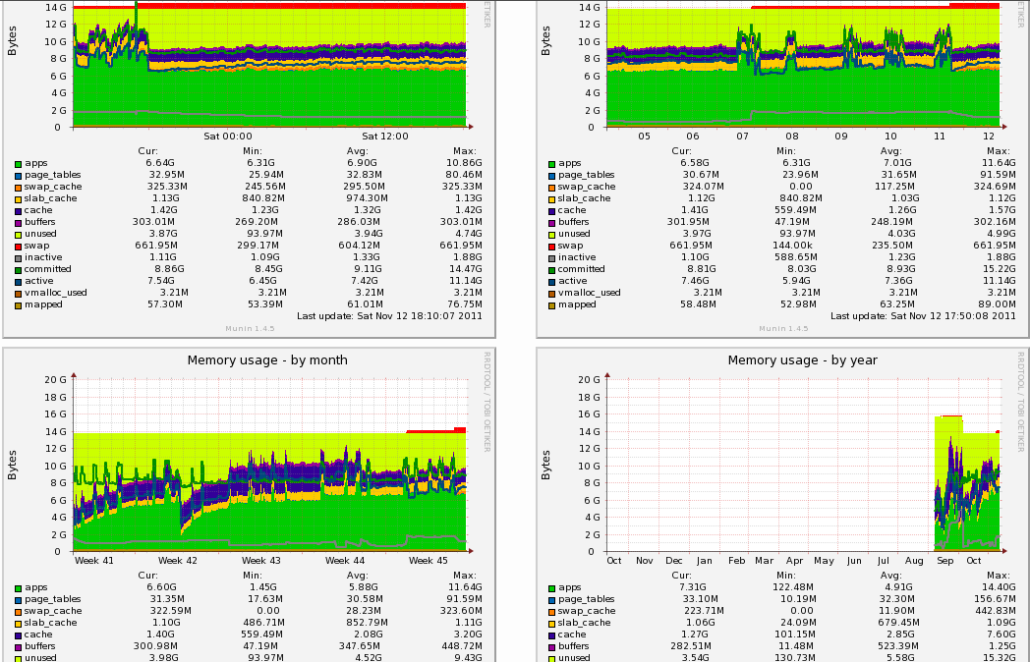 14 G
12 G
10 G
8 G
6 G
4 G
2 G
0
Bytes
ETIKER
Sat 00:00 Sat 12:00
Cur: Min: Avg: Max:
apps 6.64G 6.31G 6.90G 10.86G
page_tables 32.95M 25.94M 32.83M 80.46M
swap_cache 325.33M 245.56M 295.50M 325.33M
slab_cache 1.13G 840.82M 974.30M 1.13G
cache 1.42G 1.23G 1.32G 1.42G
buffers 303.01M 269.20M 286.03M 303.01M
unused 3.87G 93.97M 3.94G 4.74G
swap 661.95M 299.17M 604.12M 661.95M
inactive 1.11G 1.09G 1.33G 1.88G
committed 8.86G 8.45G 9.11G 14.47G
active 7.54G 6.45G 7.42G 11.14G
vmalloc_used 3.21M 3.21M 3.21M 3.21M
mapped 57.30M 53.39M 61.01M 76.75M
Last update: Sat Nov 12 18:10:07 2011
Munin 1.4.5
14 G
12 G
10 G
8 G
6 G
4 G
2 G
0
Bytes
ETIKER
05 06 07 08 09 10 11 12
Cur: Min: Avg: Max:
apps 6.58G 6.31G 7.01G 11.64G
page_tables 30.67M 23.96M 31.65M 91.59M
swap_cache 324.07M 0.00 117.25M 324.69M
slab_cache 1.12G 840.82M 1.03G 1.12G
cache 1.41G 559.49M 1.26G 1.57G
buffers 301.95M 47.19M 248.19M 302.16M
unused 3.97G 93.97M 4.03G 4.99G
swap 661.95M 144.00k 235.50M 661.95M
inactive 1.10G 588.65M 1.23G 1.88G
committed 8.81G 8.03G 8.93G 15.22G
active 7.46G 5.94G 7.36G 11.14G
vmalloc_used 3.21M 3.21M 3.21M 3.21M
mapped 58.48M 52.98M 63.25M 89.00M
Last update: Sat Nov 12 17:50:08 2011
Munin 1.4.5
Memory usage - by month
20 G
18 G
16 G
14 G
12 G
10 G
8 G
6 G
4 G
2 G
0
Bytes
RRDTOOL / TOBI OETIKER
Week 41 Week 42 Week 43 Week 44 Week 45
Cur: Min: Avg: Max:
apps 6.60G 1.45G 5.88G 11.64G
page_tables 31.35M 17.63M 30.58M 91.59M
swap_cache 322.59M 0.00 28.23M 323.60M
slab_cache 1.10G 486.71M 852.79M 1.11G
cache 1.40G 559.49M 2.08G 3.20G
buffers 300.98M 47.19M 347.65M 448.72M
unused 3.98G 93.97M 4.52G 9.43G
Memory usage - by year
20 G
18 G
16 G
14 G
12 G
10 G
8 G
6 G
4 G
2 G
0
Bytes
RRDTOOL / TOBI OETIKER
Oct Nov Dec Jan Feb Mar Apr May Jun Jul Aug Sep Oct
Cur: Min: Avg: Max:
apps 7.31G 122.48M 4.91G 14.40G
page_tables 33.10M 10.19M 32.30M 156.67M
swap_cache 223.71M 0.00 11.90M 442.83M
slab_cache 1.06G 24.09M 679.45M 1.09G
cache 1.27G 101.15M 2.85G 7.60G
buffers 282.51M 11.48M 523.39M 1.25G
unused 3.54G 130.73M 5.58G 15.32G